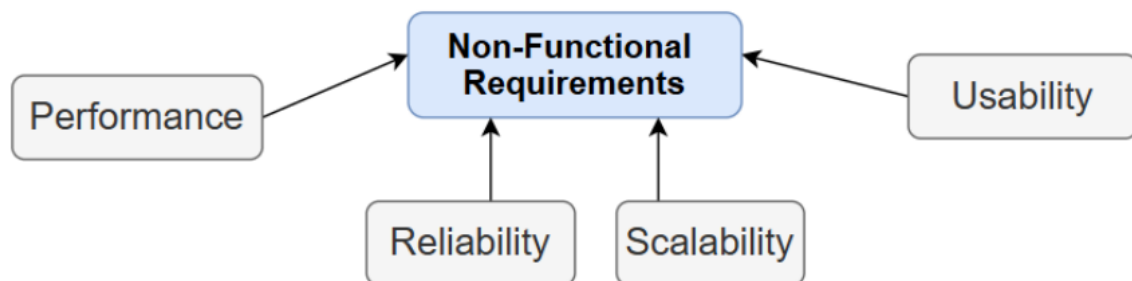 Non-Functional
Requirements
Performance
Usability
Reliability
Scalability